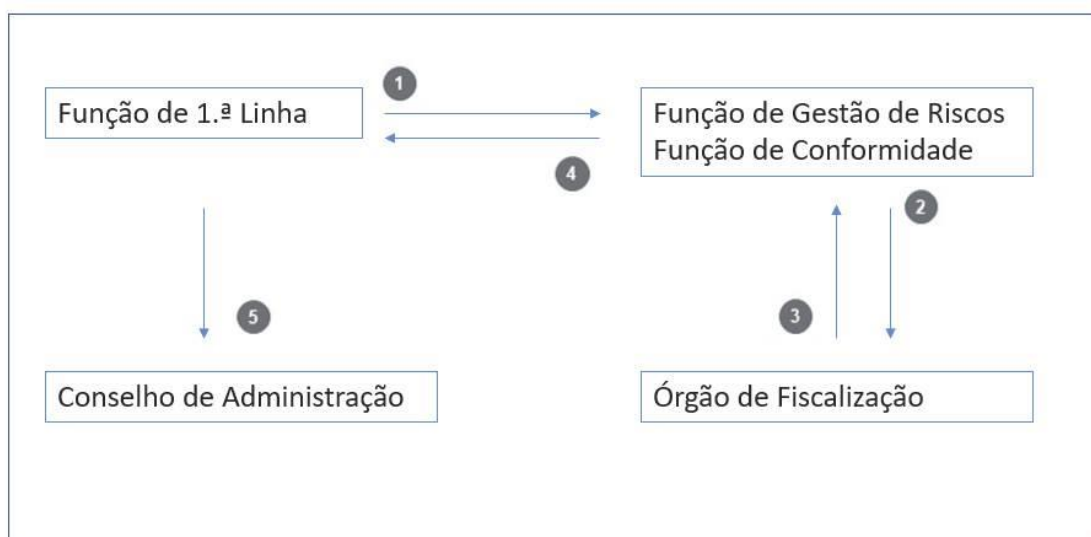 1
Função de 1.ª Linha
Função de Gestão de Riscos
Função de Conformidade
4
2
5
3
Conselho de Administração
Órgão de Fiscalização